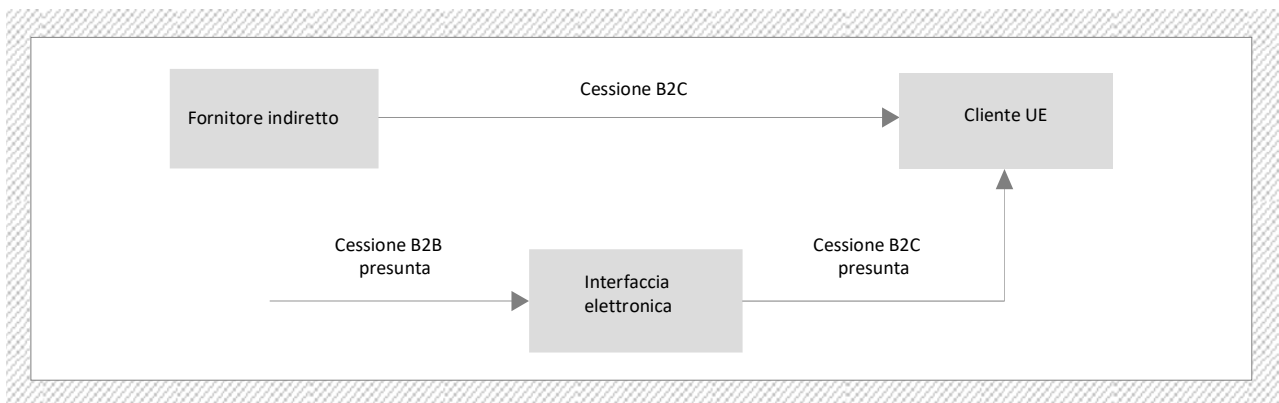 Cessione B2C
Fornitore indiretto
Cliente UE
Cessione B2B
presunta
Cessione B2C
presunta
Interfaccia
elettronica